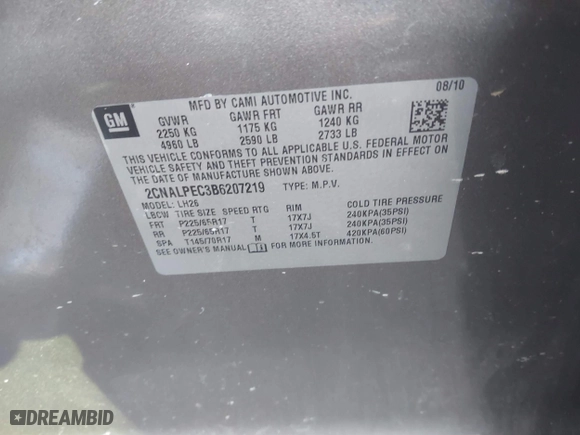 MFD BY CAMI AUTOMOTIVE INC. 08/10
GM
GVWR GAWR FRT GAWR RR
2250 KG 1175 KG 1240 KG
4960 LB 2590 LB 2733 LB
THIS VEHICLE CONFORMS TO ALL APPLICABLE U.S. FEDERAL MOTOR
VEHICLE SAFETY AND THEFT PREVENTION STANDARDS IN EFFECT
ON THE DATE OF MANUFACTURE SHOWN ABOVE.
2CNALPEC3B6207219 TYPE: M.P.V.
MODEL: LH26
LBCW TIRE SIZE SPEED RTG RIM COLD TIRE PRESSURE
FRT P225/65R17 T 17X7J 240KPA(35PSI)
RR P225/65R17 T 17X7J 240KPA(35PSI)
SPA T145/70R17 M 17X4.5T 420KPA(60PSI)
SEE OWNER'S MANUAL FOR ADDITIONAL INFORMATION.
DREAMBID